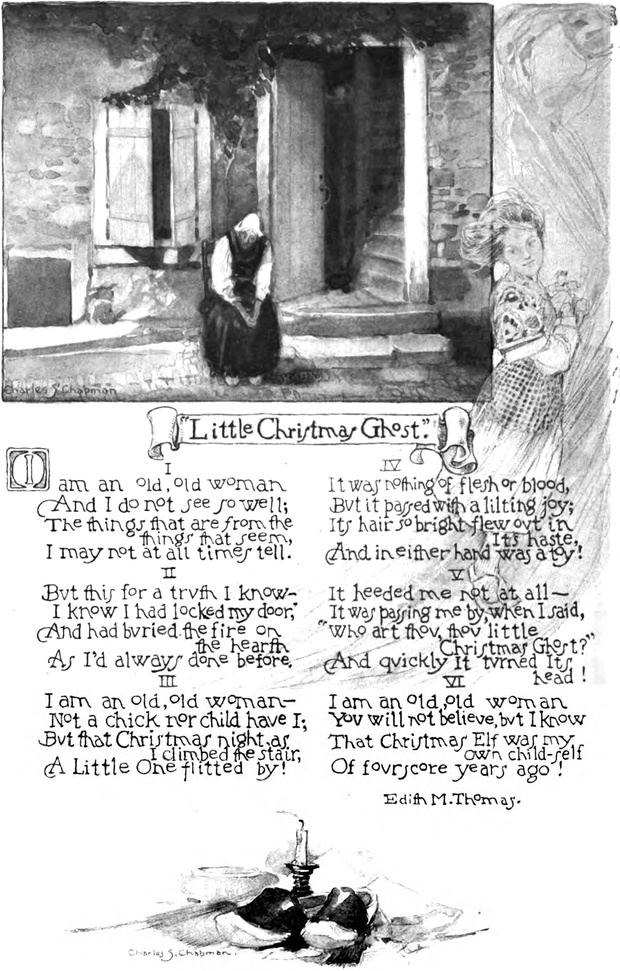 Charles S. Chapman
"Little Christmas Ghost".
I
I am an old, old woman
And I do not see so well;
The things that are from the
things that seem,
I may not at all times tell.
II
But this for a truth I know—
I know I had locked my door,
And had buried the fire on
the hearth
As I'd always done before.
III
I am an old, old woman—
Not a chick nor child have I;
But that Christmas night, as
I climbed the stair,
A Little One flitted by!
IV
It was nothing of flesh or blood,
But it passed with a lilting joy;
Its hair so bright flew out in
Its haste,
And in either hand was a toy!
V
It heeded me not at all—
It was passing me by, when I said,
"Who art thou, thou little
Christmas Ghost?"
And quickly It turned Its
head!
VI
I am an old, old woman
You will not believe, but I know
That Christmas Elf was my
own child-self
Of fourscore years ago!
Edith M. Thomas.
Charles S. Chapman.